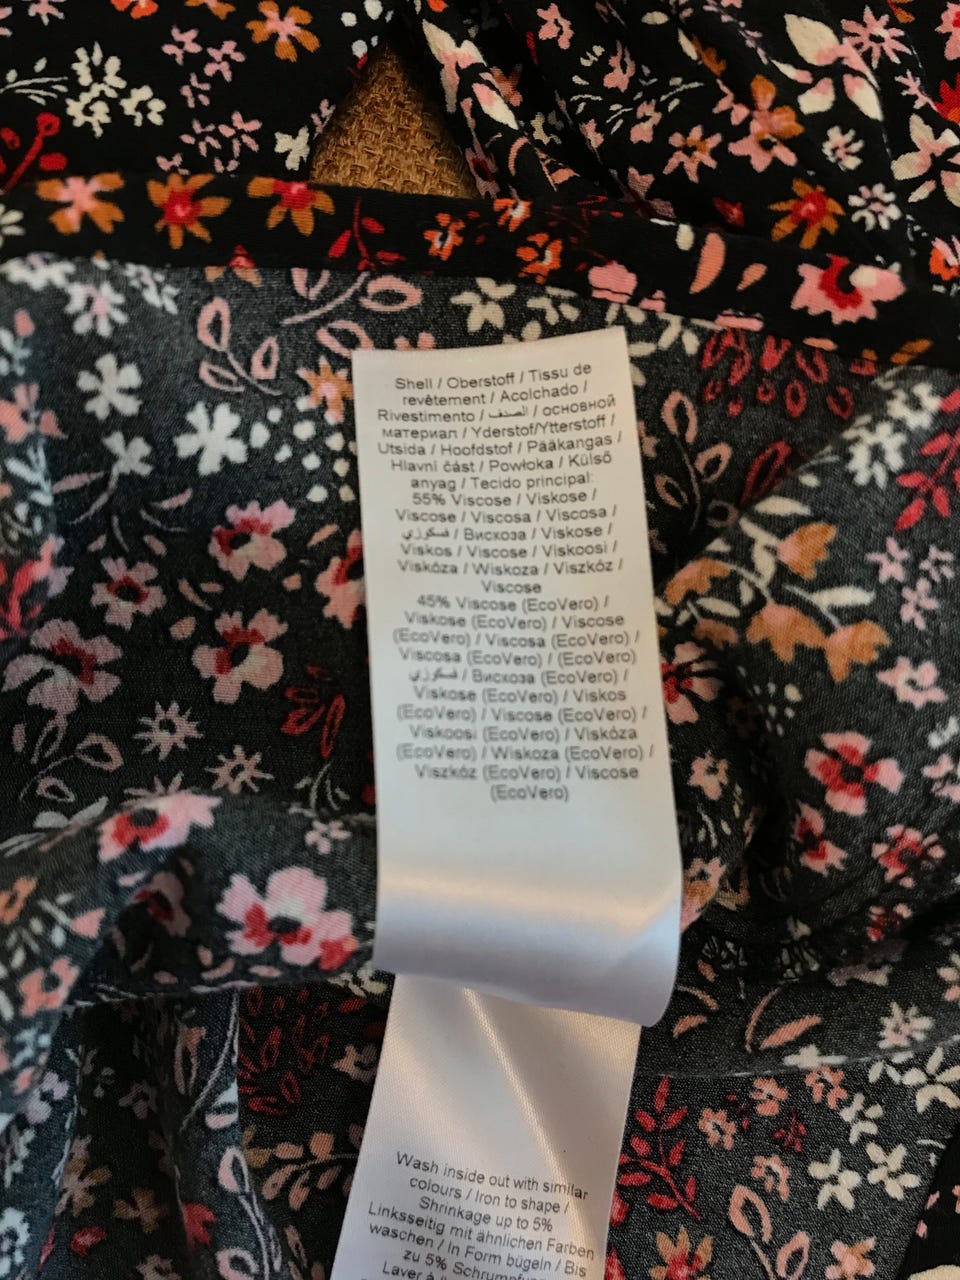 Shell / Oberstoff / Tissu de
revêtement / Acolchado /
Rivestimento / الصدف / основной
материал / Yderstof/Ytterstoff /
Utsida / Hoofdstof / Pääkangas /
Hlavní část / Powłoka / Külső
anyag / Tecido principal:
55% Viscose / Viskose /
Viscose / Viscosa / Viscosa /
فسكوزي / Вискоза / Viskose /
Viskos / Viscose / Viskoosi /
Viskóza / Wiskoza / Viszkóz /
Viscose
45% Viscose (EcoVero) /
Viskose (EcoVero) / Viscose
(EcoVero) / Viscosa (EcoVero) /
Viscosa (EcoVero) / (EcoVero)
فسكوزي / Вискоза (EcoVero) /
Viskose (EcoVero) / Viskos
(EcoVero) / Viscose (EcoVero) /
Viskoosi (EcoVero) / Viskóza
(EcoVero) / Wiskoza (EcoVero) /
Viszkóz (EcoVero) / Viscose
(EcoVero)
Wash inside out with similar
colours / Iron to shape /
Shrinkage up to 5%
Linksseitig mit ähnlichen Farben
waschen / In Form bügeln / Bis
zu 5%
Laver à